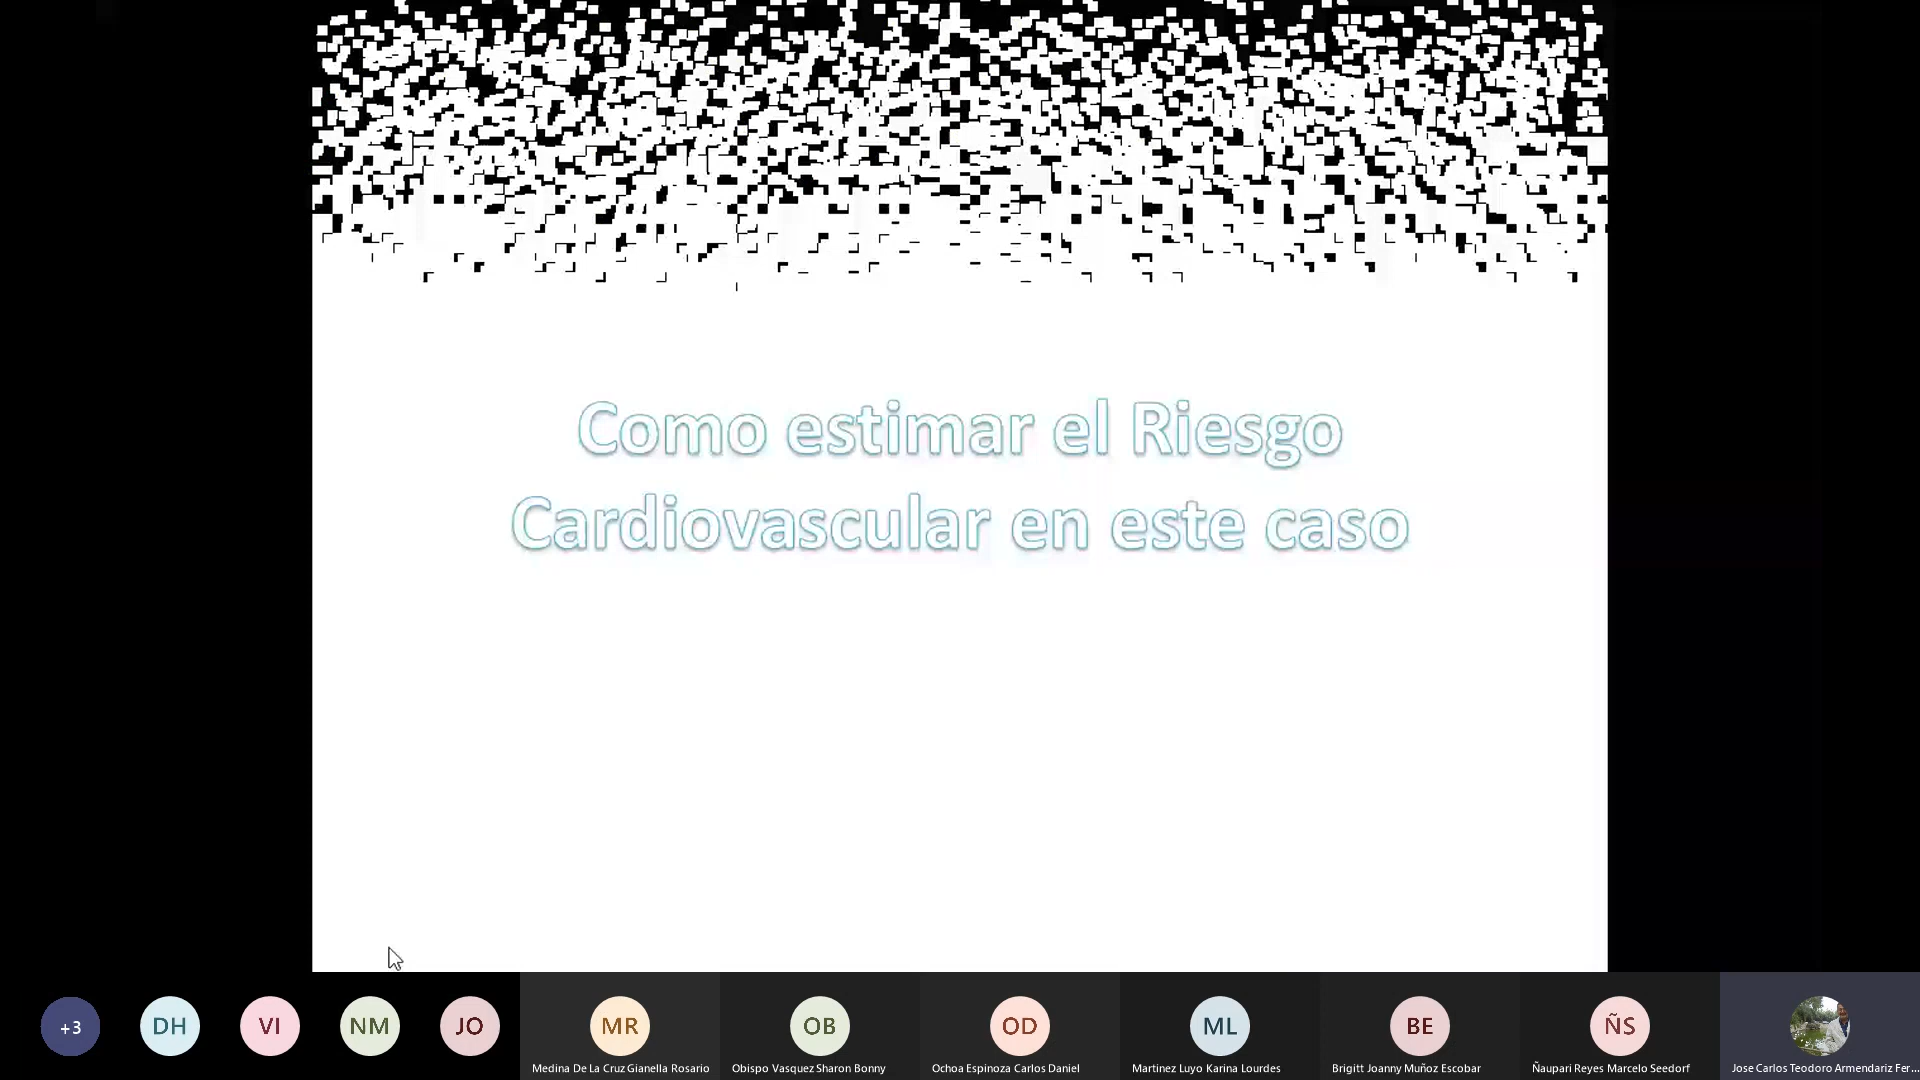 Como estimar el Riesgo
Cardiovascular en este caso
+3
DH
VI
NM
JO
MR
OB
OD
ML
BE
ÑS
Medina De La Cruz Gianella Rosario
Obispo Vasquez Sharon Bonny
Ochoa Espinoza Carlos Daniel
Martinez Luyo Karina Lourdes
Brigitt Joanny Muñoz Escobar
Ñaupari Reyes Marcelo Seedorf
Jose Carlos Teodoro Armendariz Fer...